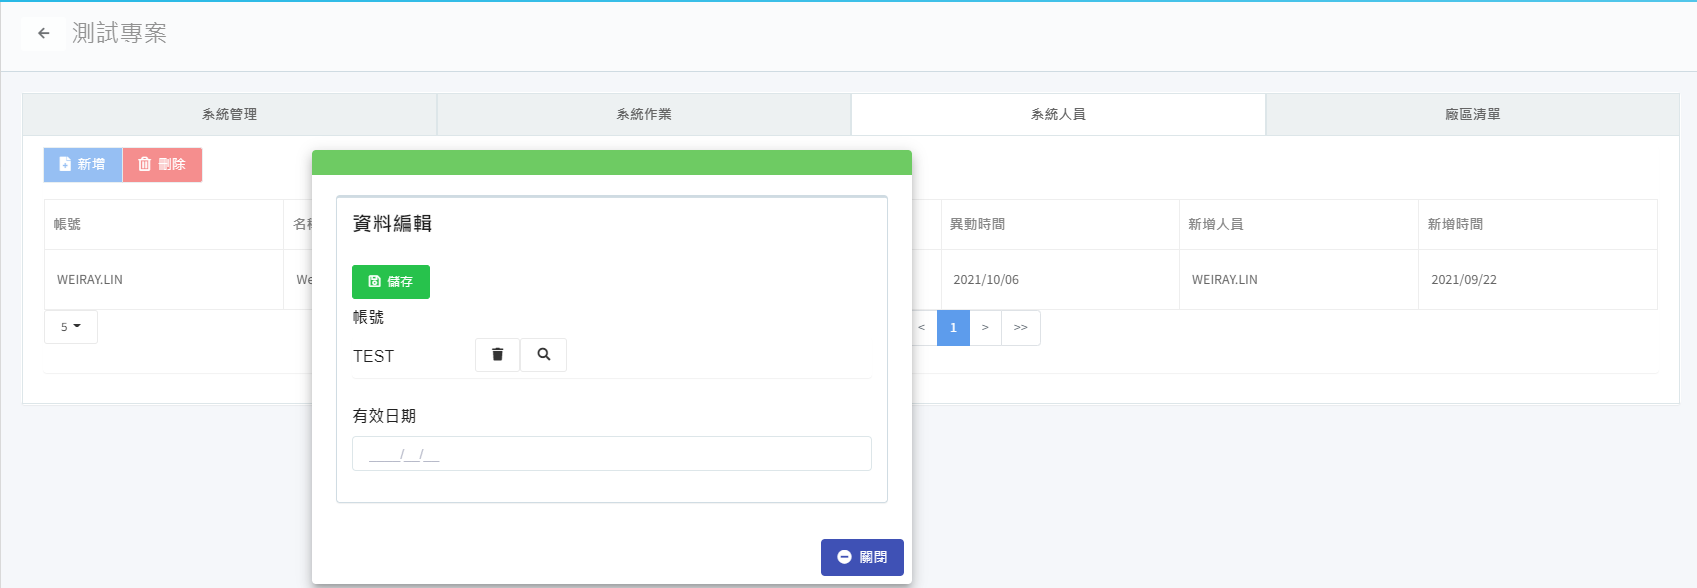 測試專案
系統管理 系統作業 系統人員 廠區清單
新增 刪除
帳號 名 異動時間 新增人員 新增時間
WEIRAY.LIN We 2021/10/06 WEIRAY.LIN 2021/09/22
5 < 1 > >>
資料編輯
儲存
帳號
TEST
有效日期
____/__/__
關閉